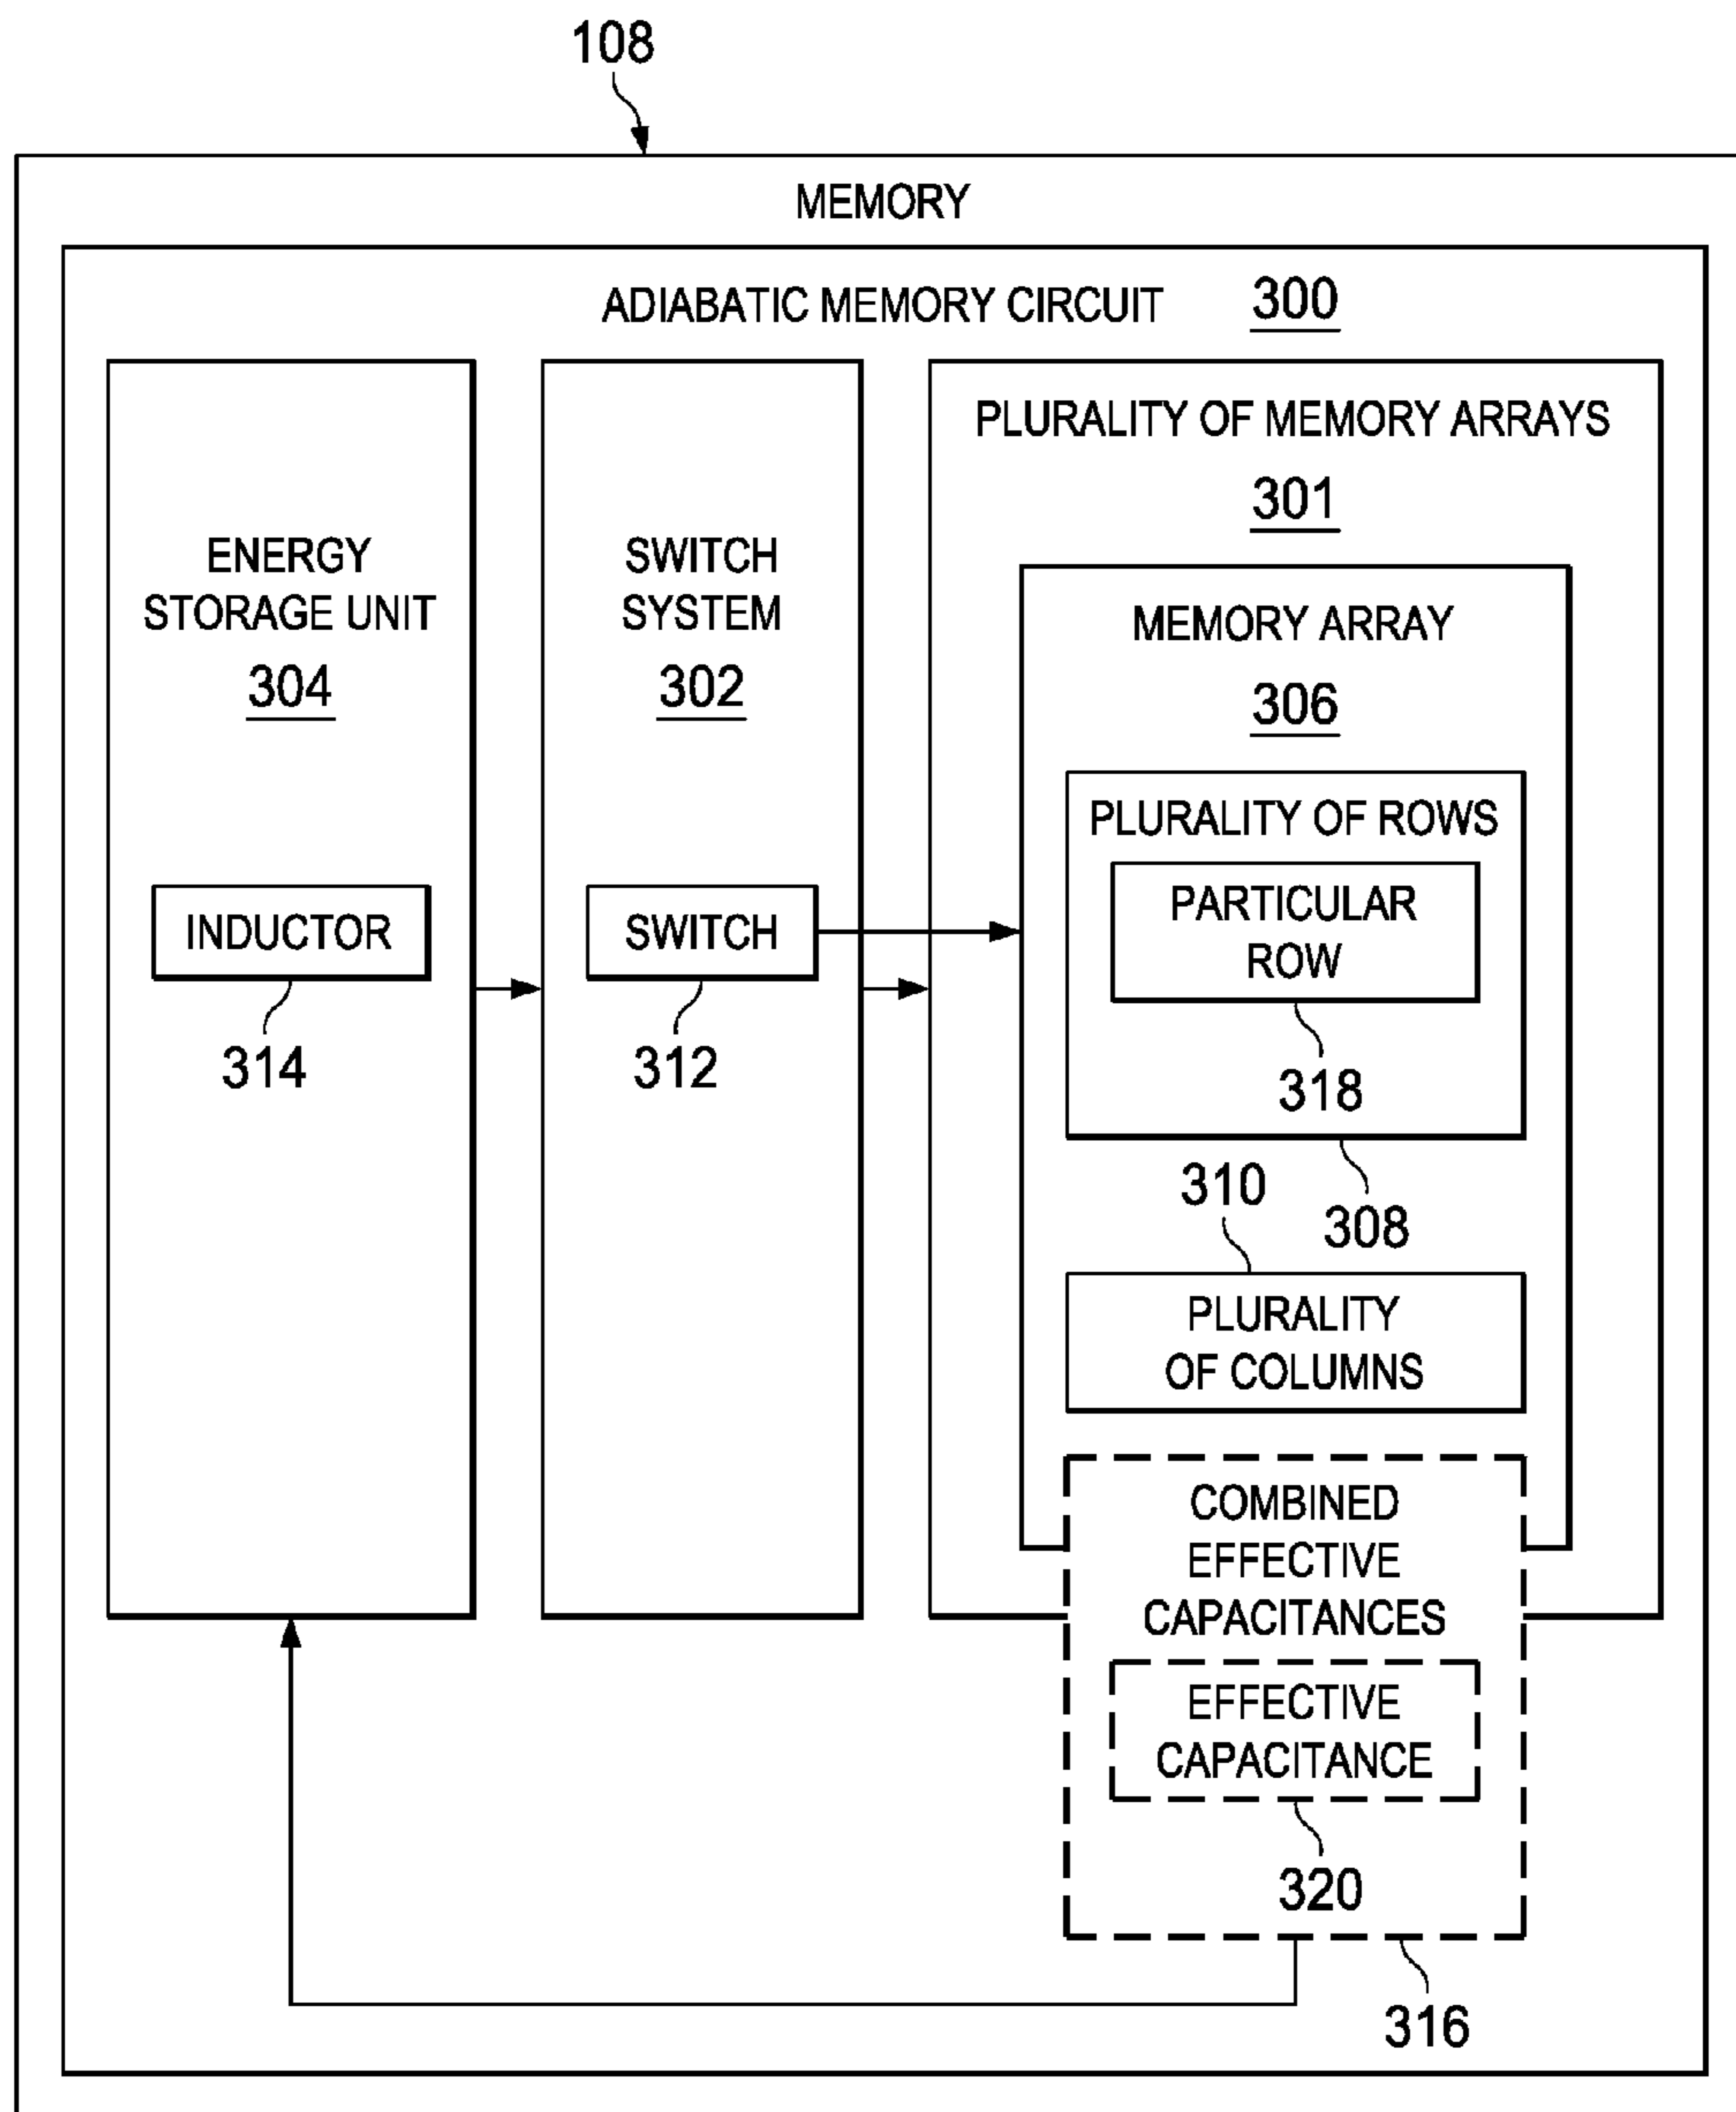 108
MEMORY
ADIABATIC MEMORY CIRCUIT 300
ENERGY
STORAGE UNIT
304
INDUCTOR
314
SWITCH
SYSTEM
302
SWITCH
312
PLURALITY OF MEMORY ARRAYS
301
MEMORY ARRAY
306
PLURALITY OF ROWS
PARTICULAR
ROW
318
308
310
PLURALITY
OF COLUMNS
COMBINED
EFFECTIVE
CAPACITANCES
EFFECTIVE
CAPACITANCE
320
316